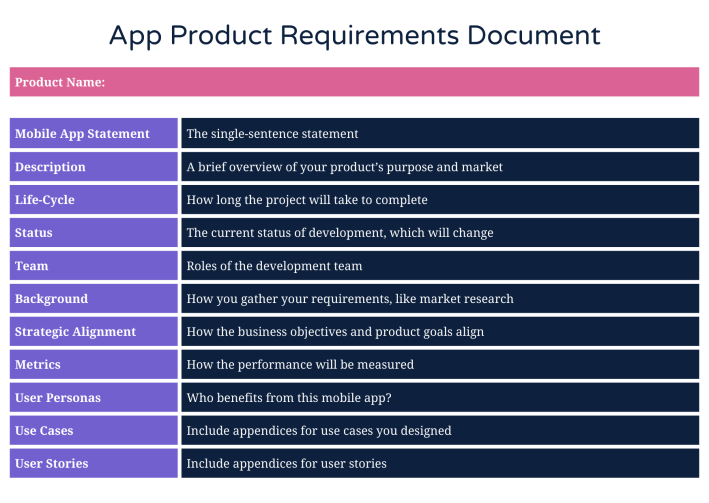 App Product Requirements Document
Product Name:
Mobile App Statement The single-sentence statement
Description A brief overview of your product's purpose and market
Life-Cycle How long the project will take to complete
Status The current status of development, which will change
Team Roles of the development team
Background How you gather your requirements, like market research
Strategic Alignment How the business objectives and product goals align
Metrics How the performance will be measured
User Personas Who benefits from this mobile app?
Use Cases Include appendices for use cases you designed
User Stories Include appendices for user stories